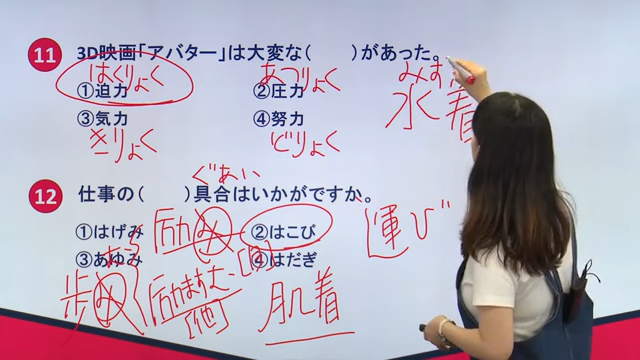 11 3D映画「アバター」は大変な( )があった。
はくりょく あつりょく みず
①迫力 ②圧力 水着
③気力 ④努力
きりょく どりょく
ぐあい
12 仕事の( )具合はいかがですか。
①はげみ 励み ②はこび 運び
③あゆみ ④はだぎ
歩み [他] 肌着